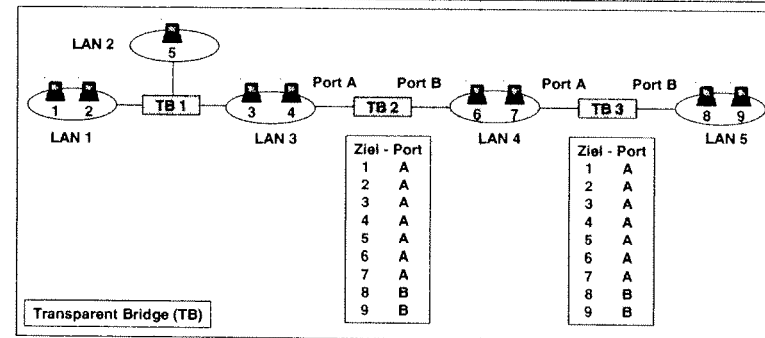 LAN 2
5
Port A Port B Port A Port B
1 2 TB 1 3 4 TB 2 6 7 TB 3 8 9
LAN 1 LAN 3 LAN 4 LAN 5
Ziel - Port Ziel - Port
1 A 1 A
2 A 2 A
3 A 3 A
4 A 4 A
5 A 5 A
6 A 6 A
7 A 7 A
8 B 8 B
9 B 9 B
Transparent Bridge (TB)